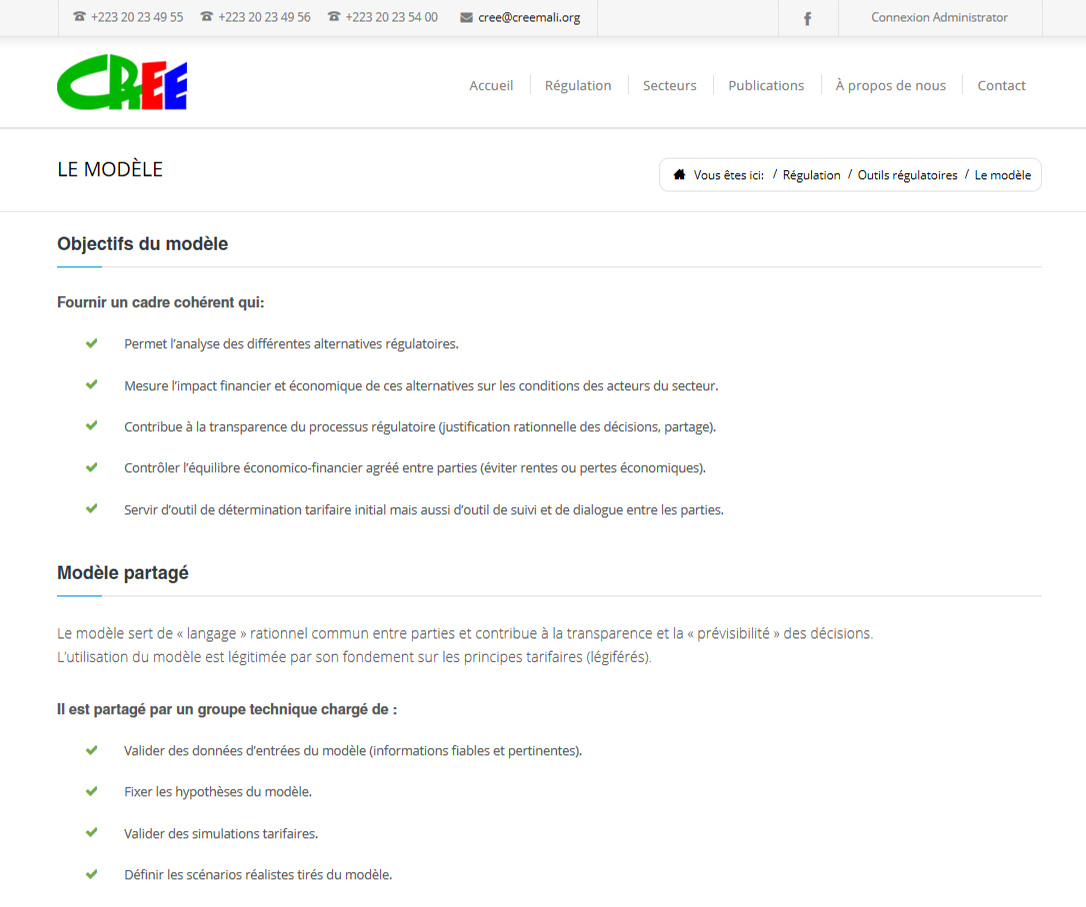 +223 20 23 49 55 +223 20 23 49 56 +223 20 23 54 00 cree@creemali.org Connexion Administrator
CREE
Accueil Régulation Secteurs Publications À propos de nous Contact
LE MODÈLE
Vous êtes ici: / Régulation / Outils régulatoires / Le modèle
Objectifs du modèle
Fournir un cadre cohérent qui:
Permet l’analyse des différentes alternatives régulatoires.
Mesure l’impact financier et économique de ces alternatives sur les conditions des acteurs du secteur.
Contribue à la transparence du processus régulatoire (justification rationnelle des décisions, partage).
Contrôler l’équilibre économico-financier agréé entre parties (éviter rentes ou pertes économiques).
Servir d’outil de détermination tarifaire initial mais aussi d’outil de suivi et de dialogue entre les parties.
Modèle partagé
Le modèle sert de « langage » rationnel commun entre parties et contribue à la transparence et la « prévisibilité » des décisions.
L’utilisation du modèle est légitimée par son fondement sur les principes tarifaires (légiférés).
Il est partagé par un groupe technique chargé de :
Valider des données d’entrées du modèle (informations fiables et pertinentes).
Fixer les hypothèses du modèle.
Valider des simulations tarifaires.
Définir les scénarios réalistes tirés du modèle.